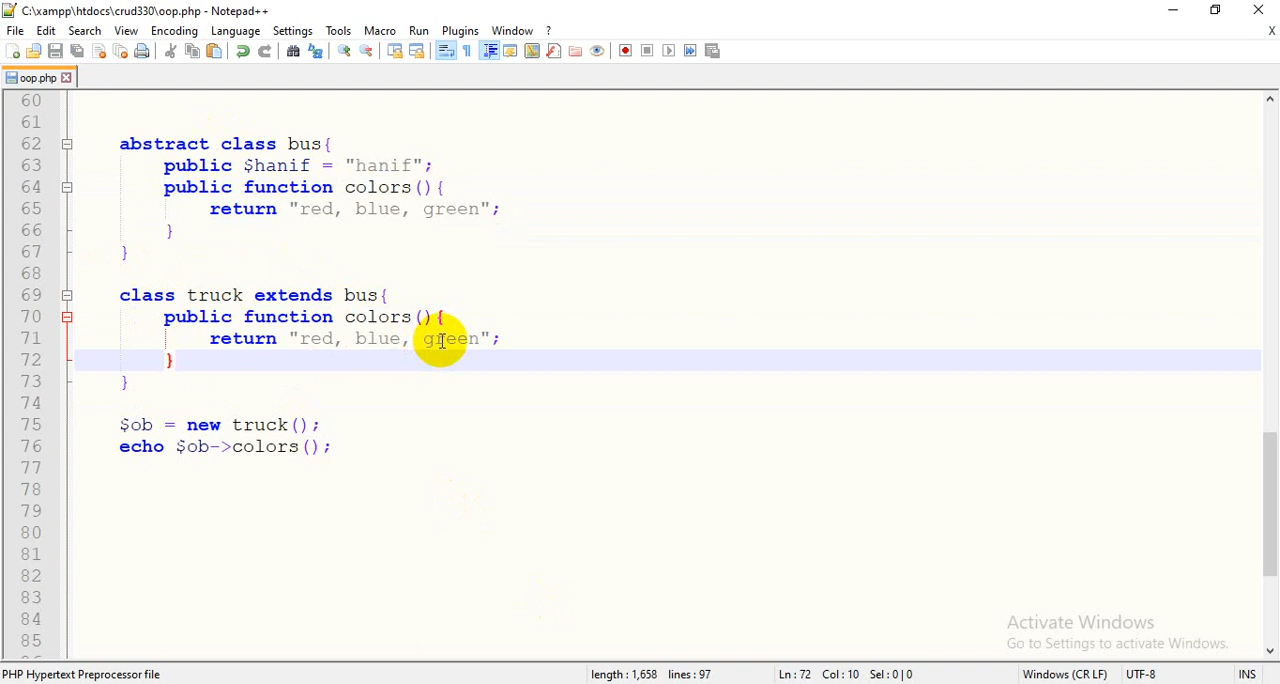 C:\xampp\htdocs\crud330\oop.php - Notepad++
File Edit Search View Encoding Language Settings Tools Macro Run Plugins Window ? X
oop.php
60
61
62 abstract class bus{
63 public $hanif = "hanif";
64 public function colors(){
65 return "red, blue, green";
66 }
67 }
68
69 class truck extends bus{
70 public function colors(){
71 return "red, blue, green";
72 }
73 }
74
75 $ob = new truck();
76 echo $ob->colors();
77
78
79
80
81
82
83
84
85
Activate Windows
Go to Settings to activate Windows.
PHP Hypertext Preprocessor file length : 1,658 lines : 97 Ln : 72 Col : 10 Sel : 0 | 0 Windows (CR LF) UTF-8 INS